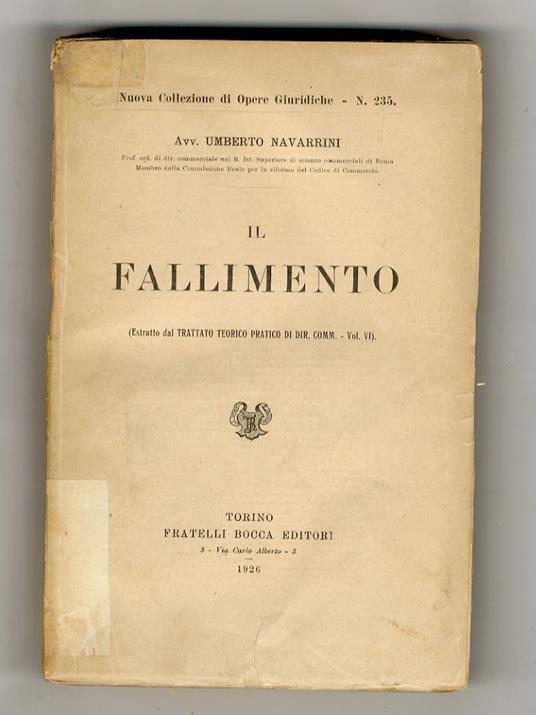 Nuova Collezione di Opere Giuridiche - N. 235.
Avv. UMBERTO NAVARRINI
Prof. ord. di dir. commerciale nel R. Ist. Superiore di scienze commerciali di Roma
Membro della Commissione Reale per la riforma del Codice di Commercio.
IL
FALLIMENTO
(Estratto dal TRATTATO TEORICO PRATICO DI DIR. COMM. - Vol. VI).
TORINO
FRATELLI BOCCA EDITORI
3 - Via Carlo Alberto - 3
1926